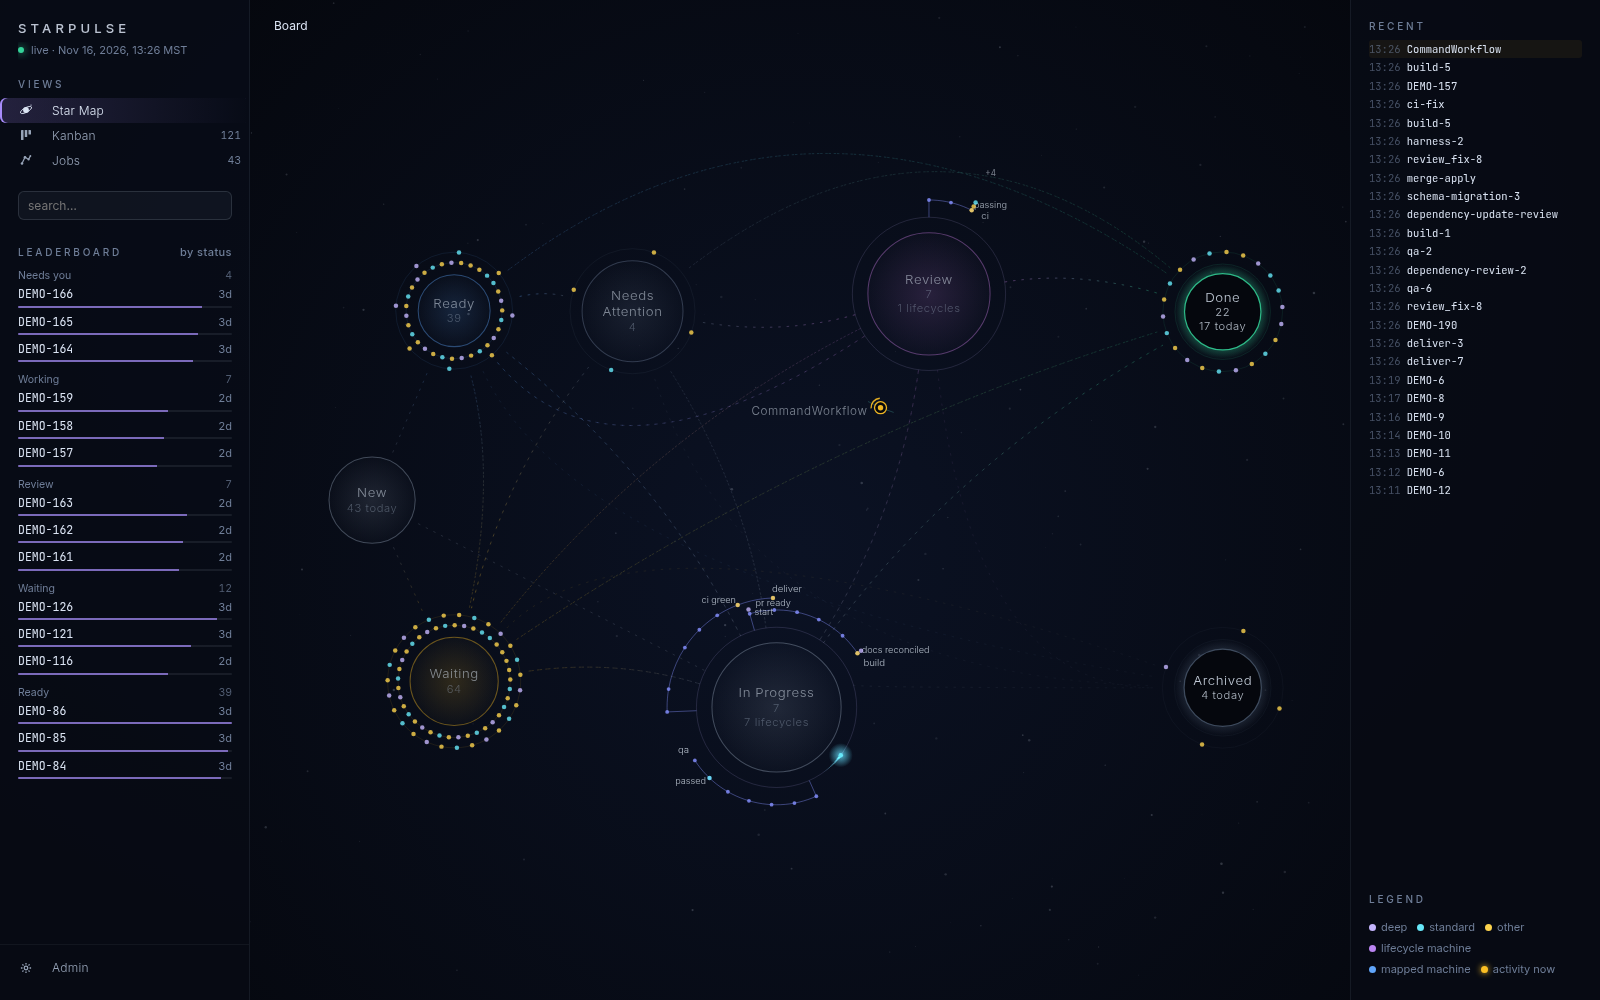 STARPULSE
live · Nov 16, 2026, 13:26 MST
VIEWS
Star Map
Kanban 121
Jobs 43
search...
LEADERBOARD by status
Needs you 4
DEMO-166 3d
DEMO-165 3d
DEMO-164 3d
Working 7
DEMO-159 2d
DEMO-158 2d
DEMO-157 2d
Review 7
DEMO-163 2d
DEMO-162 2d
DEMO-161 2d
Waiting 12
DEMO-126 3d
DEMO-121 3d
DEMO-116 2d
Ready 39
DEMO-86 3d
DEMO-85 3d
DEMO-84 3d
Admin
Board
+4
passing
ci
Ready
39
Needs
Attention
4
Review
7
1 lifecycles
Done
22
17 today
CommandWorkflow
New
43 today
deliver
ci green
pr ready
start
docs reconciled
build
Waiting
64
In Progress
7
7 lifecycles
Archived
4 today
qa
passed
RECENT
13:26 CommandWorkflow
13:26 build-5
13:26 DEMO-157
13:26 ci-fix
13:26 build-5
13:26 harness-2
13:26 review_fix-8
13:26 merge-apply
13:26 schema-migration-3
13:26 dependency-update-review
13:26 build-1
13:26 qa-2
13:26 dependency-review-2
13:26 qa-6
13:26 review_fix-8
13:26 DEMO-190
13:26 deliver-3
13:26 deliver-7
13:19 DEMO-6
13:17 DEMO-8
13:16 DEMO-9
13:14 DEMO-10
13:13 DEMO-11
13:12 DEMO-6
13:11 DEMO-12
LEGEND
deep standard other
lifecycle machine
mapped machine activity now